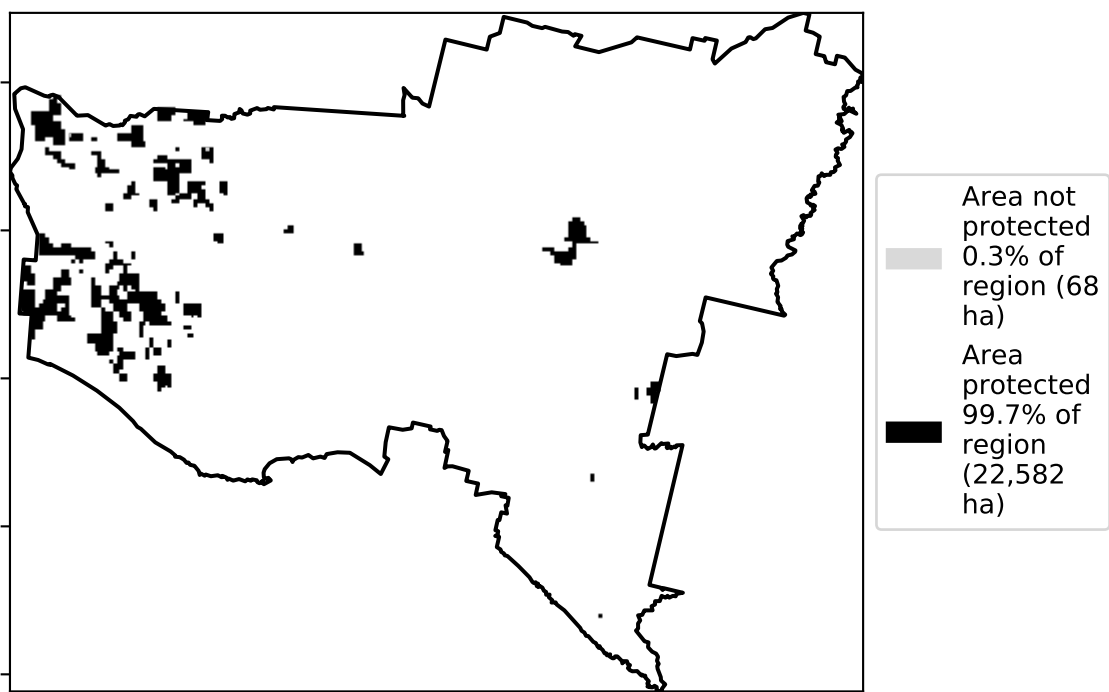 Area not
protected
0.3% of
region (68
ha)
Area
protected
99.7% of
region
(22,582
ha)